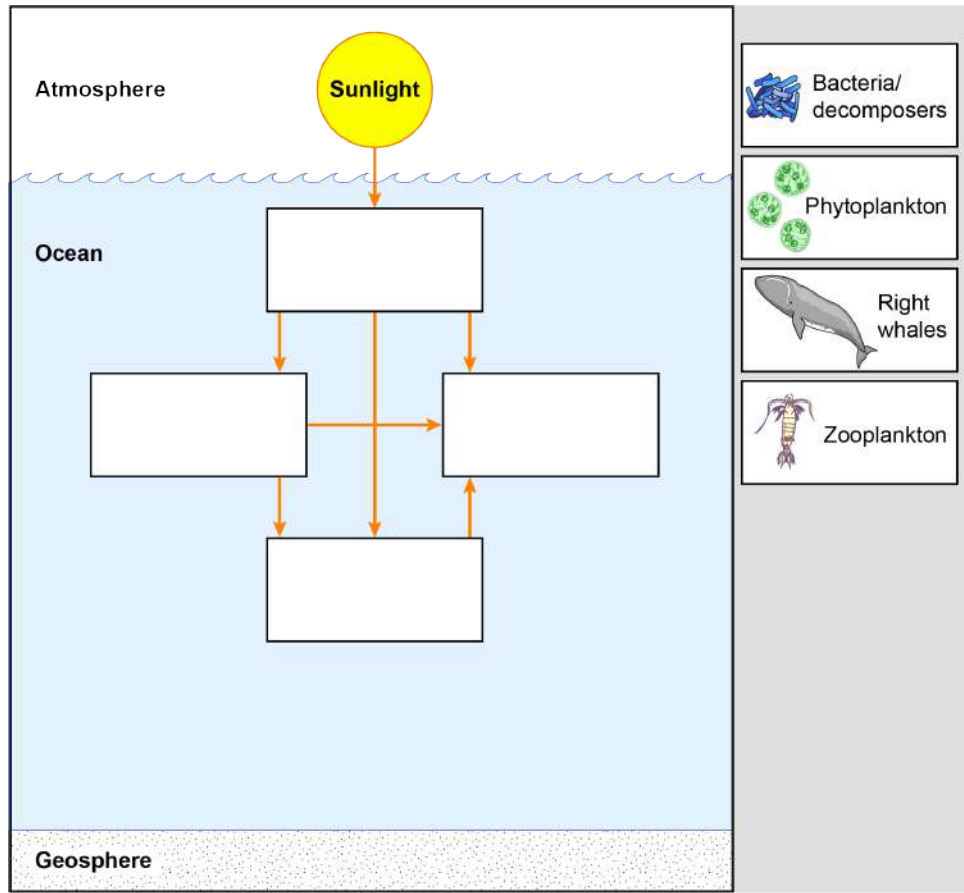 Atmosphere
Sunlight
Ocean
Geosphere
Bacteria/
decomposers
Phytoplankton
Right
whales
Zooplankton